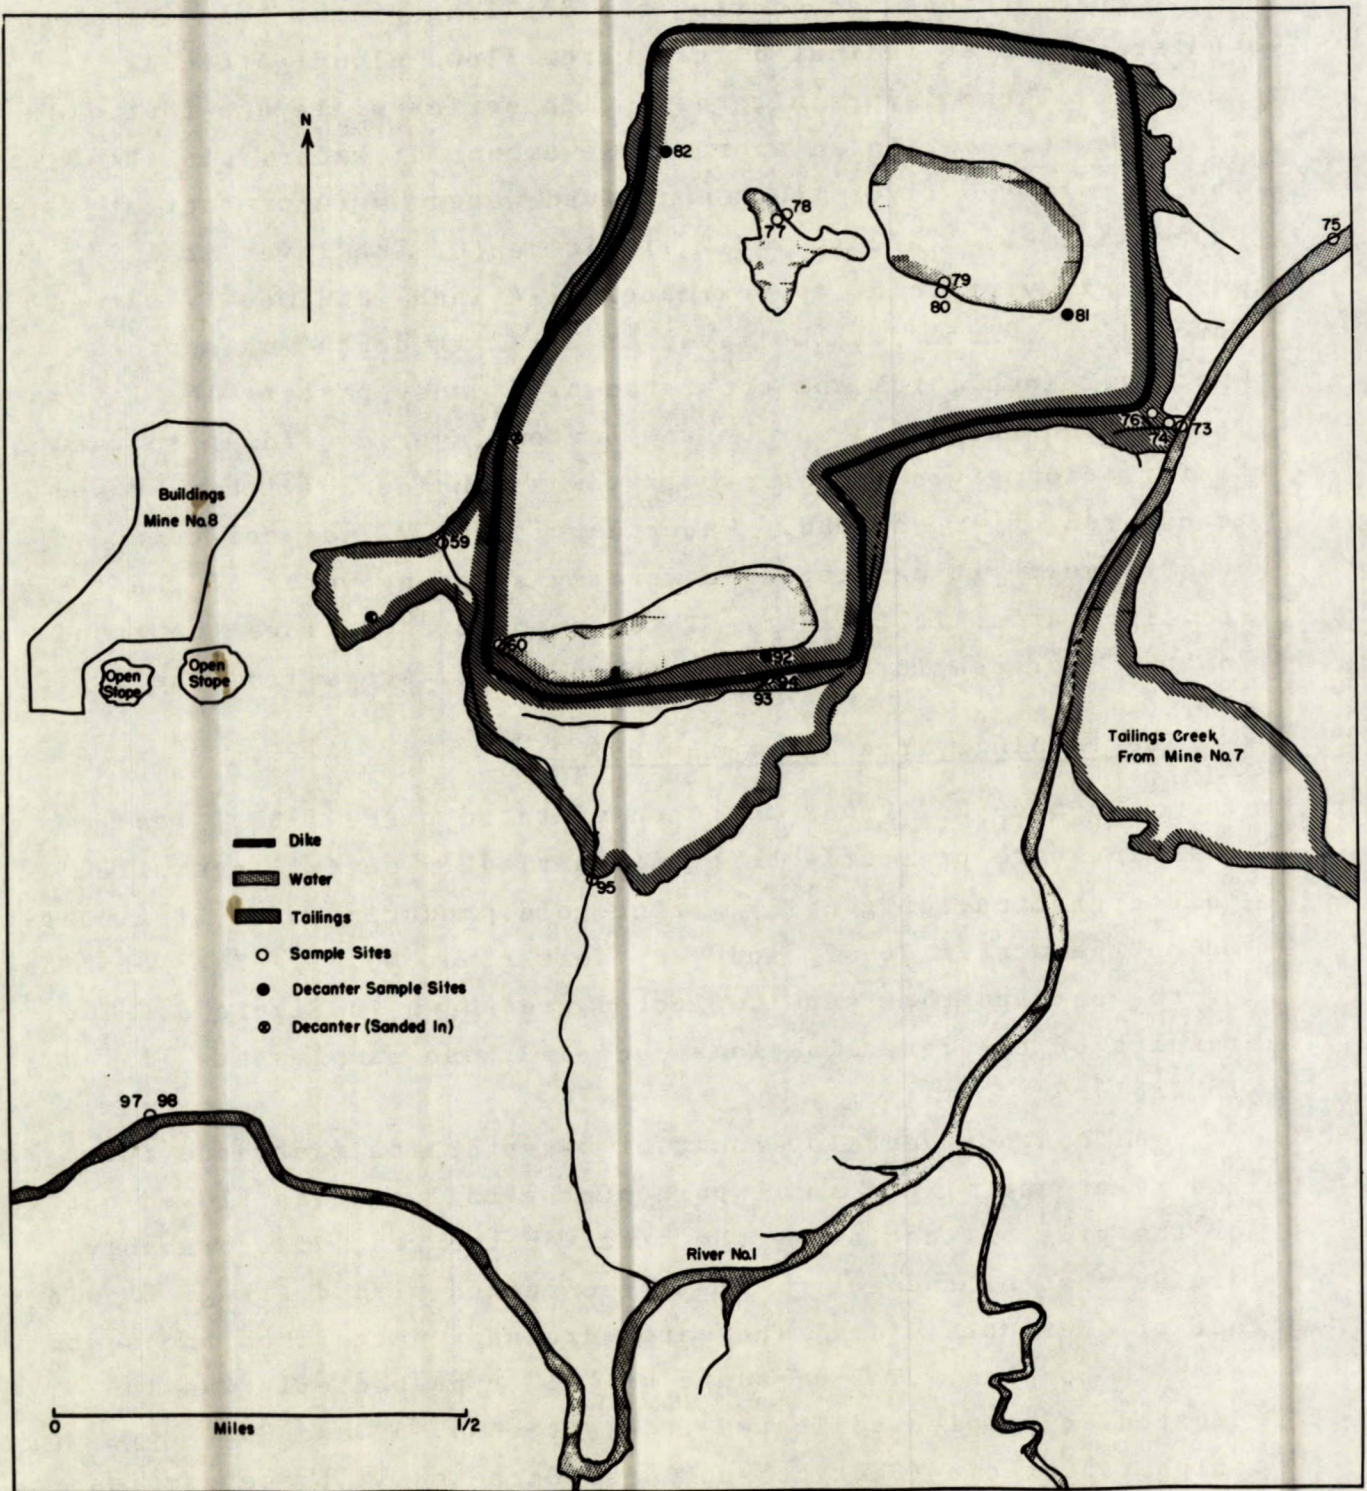 N
82
78
77
75
79
80
81
76
74
73
Buildings
Mine No.8
59
60
Open
Stope
Open
Stope
92
94
93
Tailings Creek
From Mine No.7
Dike
Water
Tailings
Sample Sites
Decanter Sample Sites
Decanter (Sanded In)
95
97 98
River No.1
0
Miles
1/2